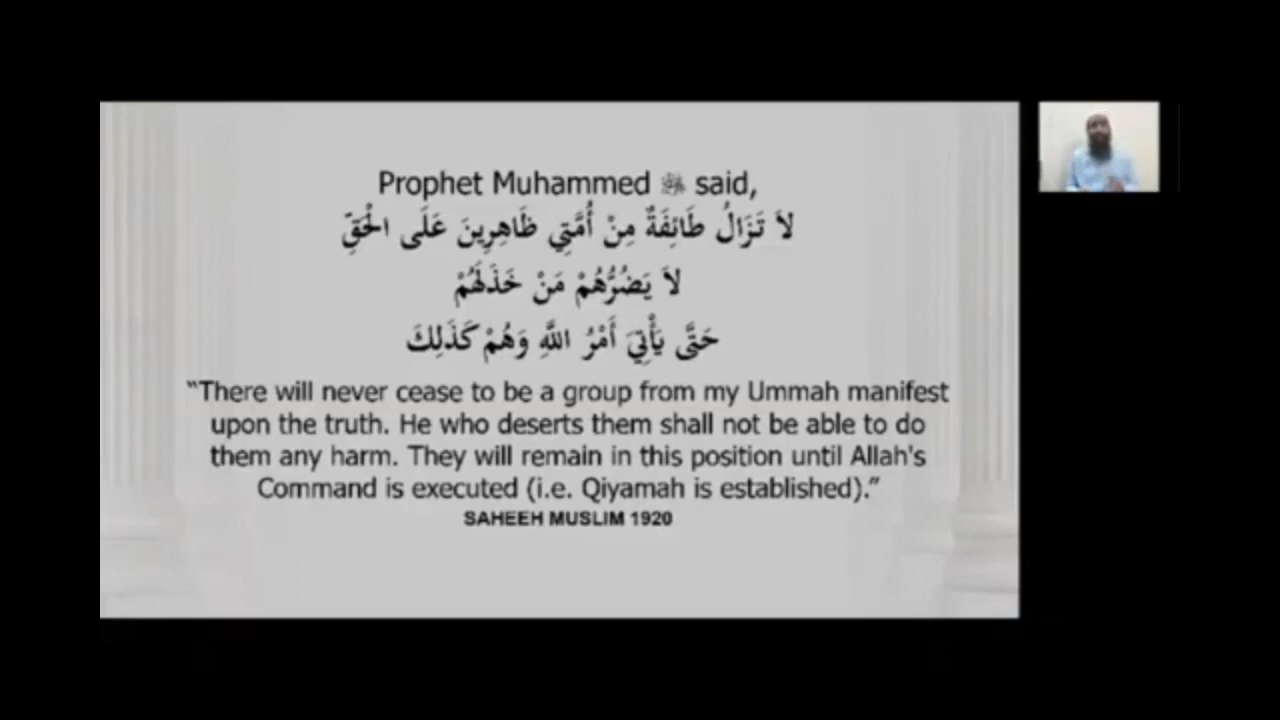 Prophet Muhammed ﷺ said,
لاَ تَزَالُ طَائِفَةٌ مِنْ أُمَّتِي ظَاهِرِينَ عَلَى الْحَقِّ
لاَ يَضُرُّهُمْ مَنْ خَذَلَهُمْ
حَتَّى يَأْتِيَ أَمْرُ اللَّهِ وَهُمْ كَذَلِكَ
“There will never cease to be a group from my Ummah manifest
upon the truth. He who deserts them shall not be able to do
them any harm. They will remain in this position until Allah's
Command is executed (i.e. Qiyamah is established).”
SAHEEH MUSLIM 1920